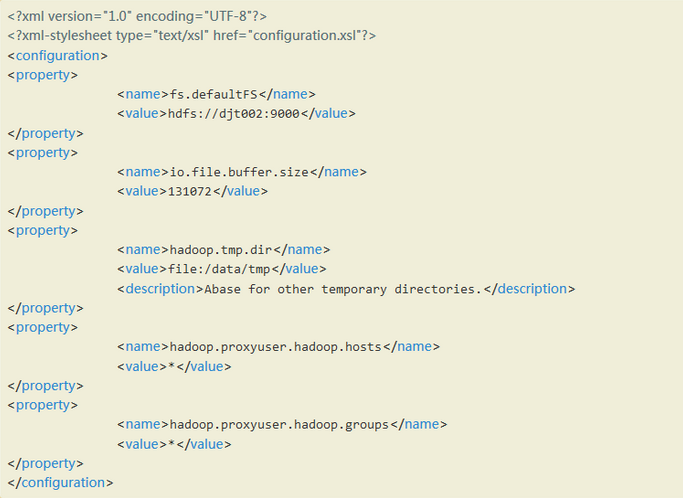 <?xml version="1.0" encoding="UTF-8"?>
<?xml-stylesheet type="text/xsl" href="configuration.xsl"?>
<configuration>
<property>
<name>fs.defaultFS</name>
<value>hdfs://djt002:9000</value>
</property>
<property>
<name>io.file.buffer.size</name>
<value>131072</value>
</property>
<property>
<name>hadoop.tmp.dir</name>
<value>file:/data/tmp</value>
<description>Abase for other temporary directories.</description>
</property>
<property>
<name>hadoop.proxyuser.hadoop.hosts</name>
<value>*</value>
</property>
<property>
<name>hadoop.proxyuser.hadoop.groups</name>
<value>*</value>
</property>
</configuration>